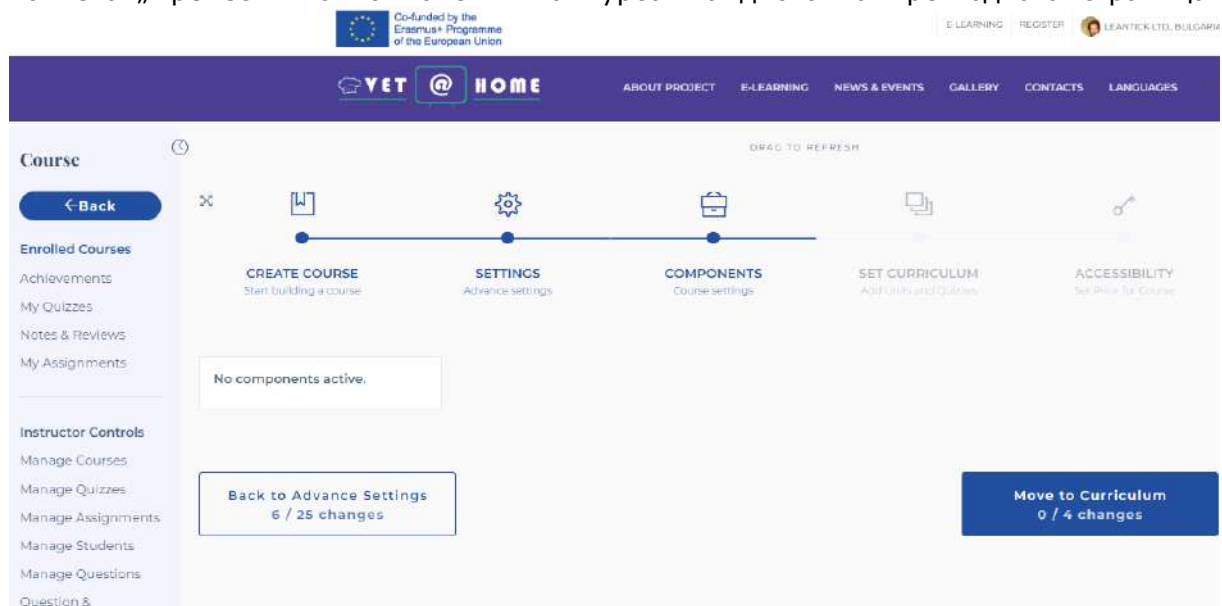 Co-funded by the
Erasmus+ Programme
of the European Union
E-LEARNING REGISTER LEANTICK LTD, BULGARIA
VET @ HOME
ABOUT PROJECT E-LEARNING NEWS & EVENTS GALLERY CONTACTS LANGUAGES
DRAG TO REFRESH
Course
←Back
Enrolled Courses
Achievements
My Quizzes
Notes & Reviews
My Assignments
Instructor Controls
Manage Courses
Manage Quizzes
Manage Assignments
Manage Students
Manage Questions
Question &
CREATE COURSE
Start building a course
SETTINGS
Advance settings
COMPONENTS
Course settings
SET CURRICULUM
Add Units and Quizzes
ACCESSIBILITY
Set Price for Course
No components active.
Back to Advance Settings
6 / 25 changes
Move to Curriculum
0 / 4 changes